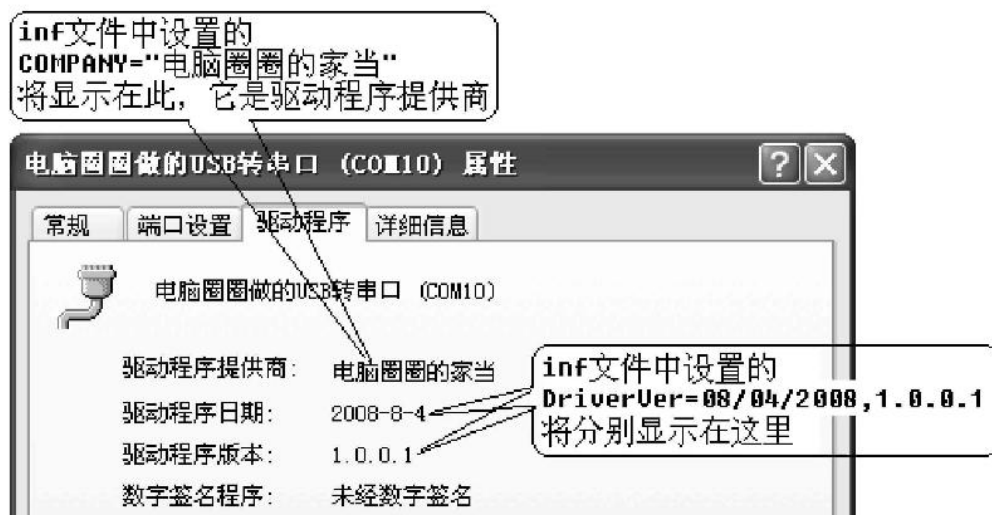 inf文件中设置的
COMPANY="电脑圈圈的家当"
将显示在此，它是驱动程序提供商
电脑圈圈做的USB转串口 (COM10) 属性
常规 端口设置 驱动程序 详细信息
电脑圈圈做的USB转串口 (COM10)
驱动程序提供商: 电脑圈圈的家当
驱动程序日期: 2008-8-4
驱动程序版本: 1.0.0.1
数字签名程序: 未经数字签名
inf文件中设置的
DriverVer=08/04/2008,1.0.0.1
将分别显示在这里